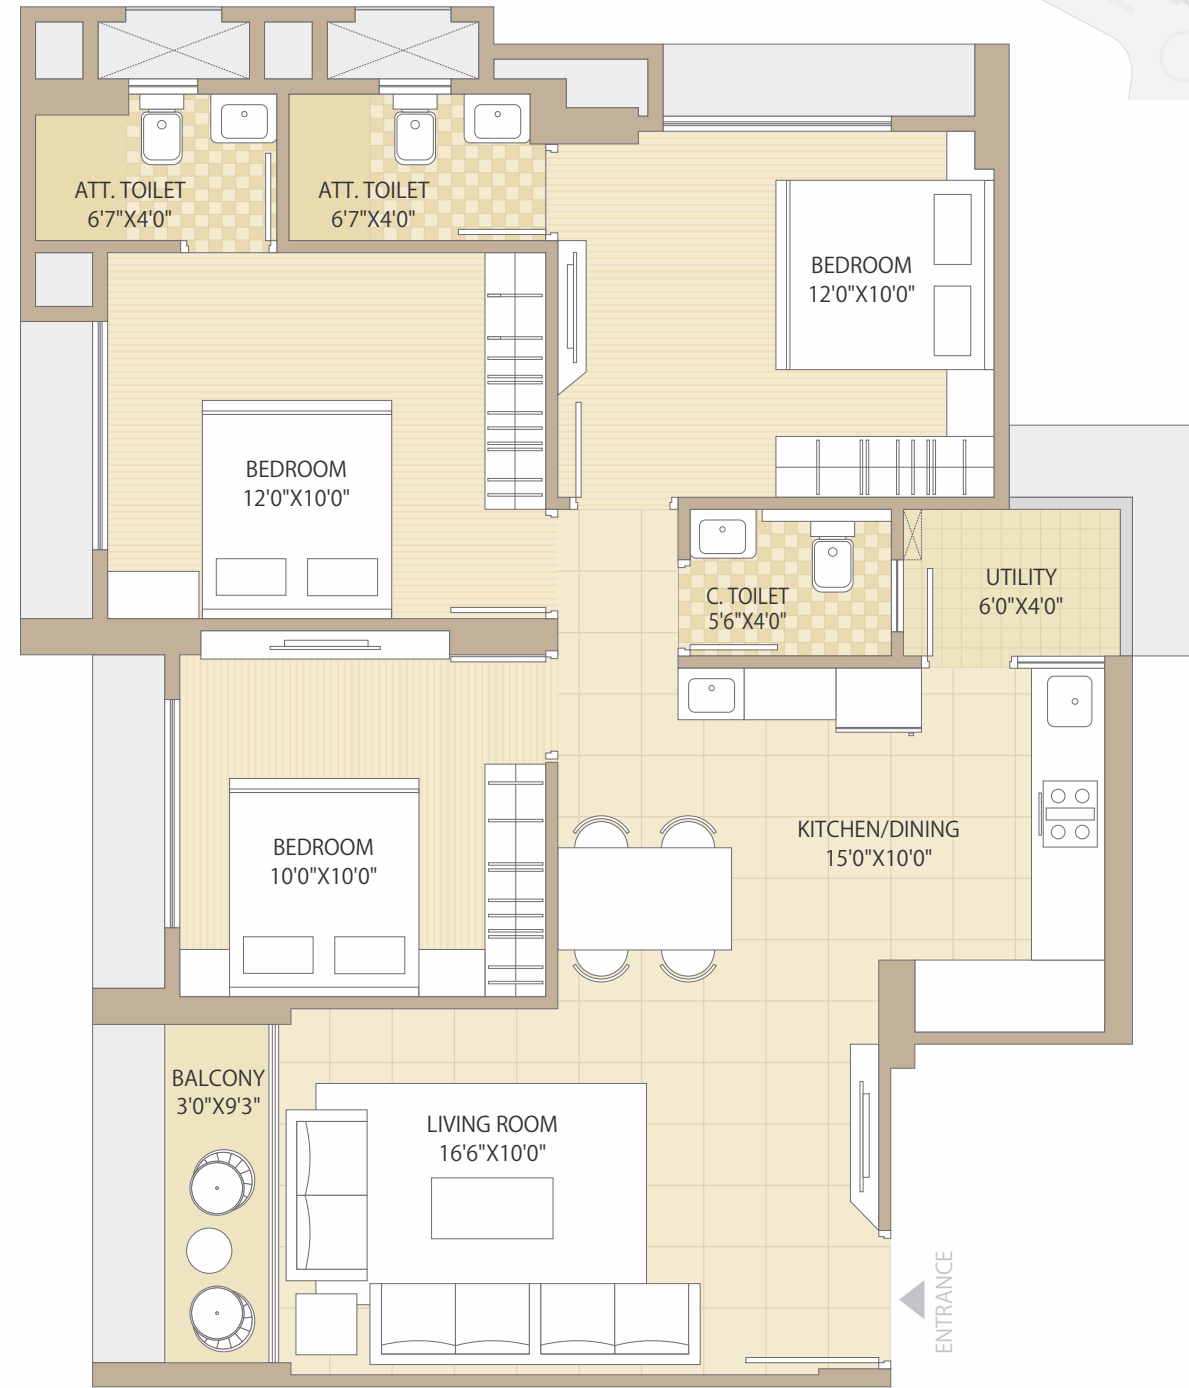 ATT. TOILET
6'7"X4'0"
ATT. TOILET
6'7"X4'0"
BEDROOM
12'0"X10'0"
BEDROOM
12'0"X10'0"
C. TOILET
5'6"X4'0"
UTILITY
6'0"X4'0"
BEDROOM
10'0"X10'0"
KITCHEN/DINING
15'0"X10'0"
BALCONY
3'0"X9'3"
LIVING ROOM
16'6"X10'0"
ENTRANCE